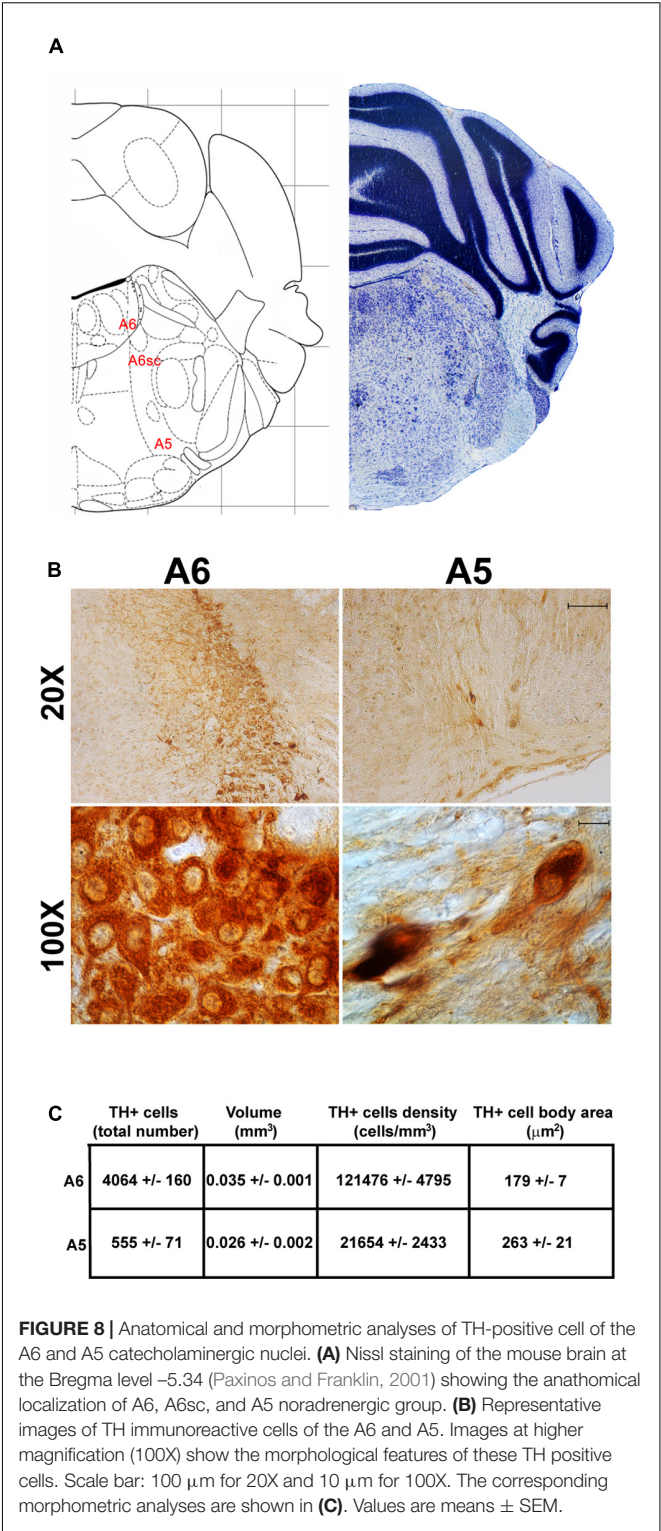 A
A6
A6sc
A5
B
A6 A5
20X
100X
C
TH+ cells (total number) Volume (mm³) TH+ cells density (cells/mm³) TH+ cell body area (μm²)
A6 4064 +/- 160 0.035 +/- 0.001 121476 +/- 4795 179 +/- 7
A5 555 +/- 71 0.026 +/- 0.002 21654 +/- 2433 263 +/- 21
FIGURE 8 | Anatomical and morphometric analyses of TH-positive cell of the
A6 and A5 catecholaminergic nuclei. (A) Nissl staining of the mouse brain at
the Bregma level –5.34 (Paxinos and Franklin, 2001) showing the anathomical
localization of A6, A6sc, and A5 noradrenergic group. (B) Representative
images of TH immunoreactive cells of the A6 and A5. Images at higher
magnification (100X) show the morphological features of these TH positive
cells. Scale bar: 100 μm for 20X and 10 μm for 100X. The corresponding
morphometric analyses are shown in (C). Values are means ± SEM.